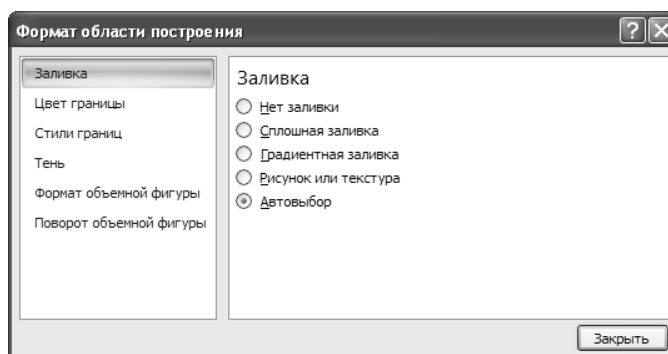 Формат области построения
Заливка
Цвет границы
Стили границ
Тень
Формат объемной фигуры
Поворот объемной фигуры
Заливка
Нет заливки
Сплошная заливка
Градиентная заливка
Рисунок или текстура
Автовыбор
Закрыть